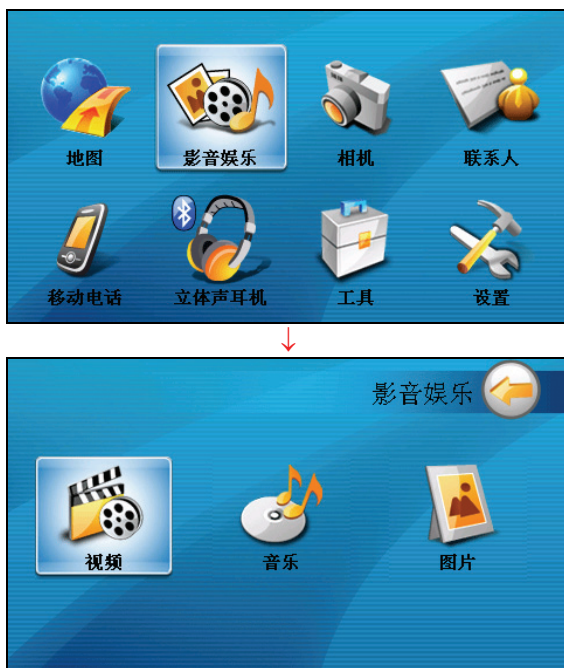 地图 影音娱乐 相机 联系人
移动电话 立体声耳机 工具 设置
↓
影音娱乐
视频 音乐 图片